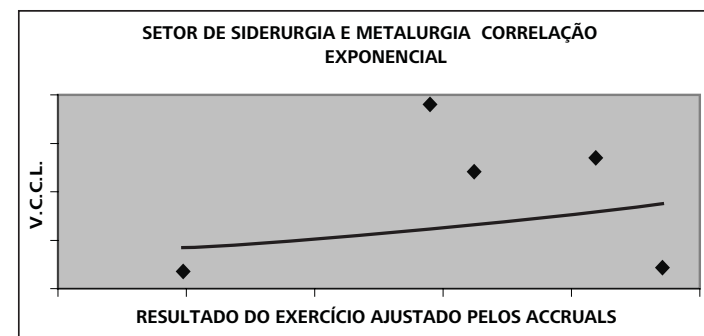 SETOR DE SIDERURGIA E METALURGIA CORRELAÇÃO
EXPONENCIAL
V.C.C.L.
RESULTADO DO EXERCÍCIO AJUSTADO PELOS ACCRUALS